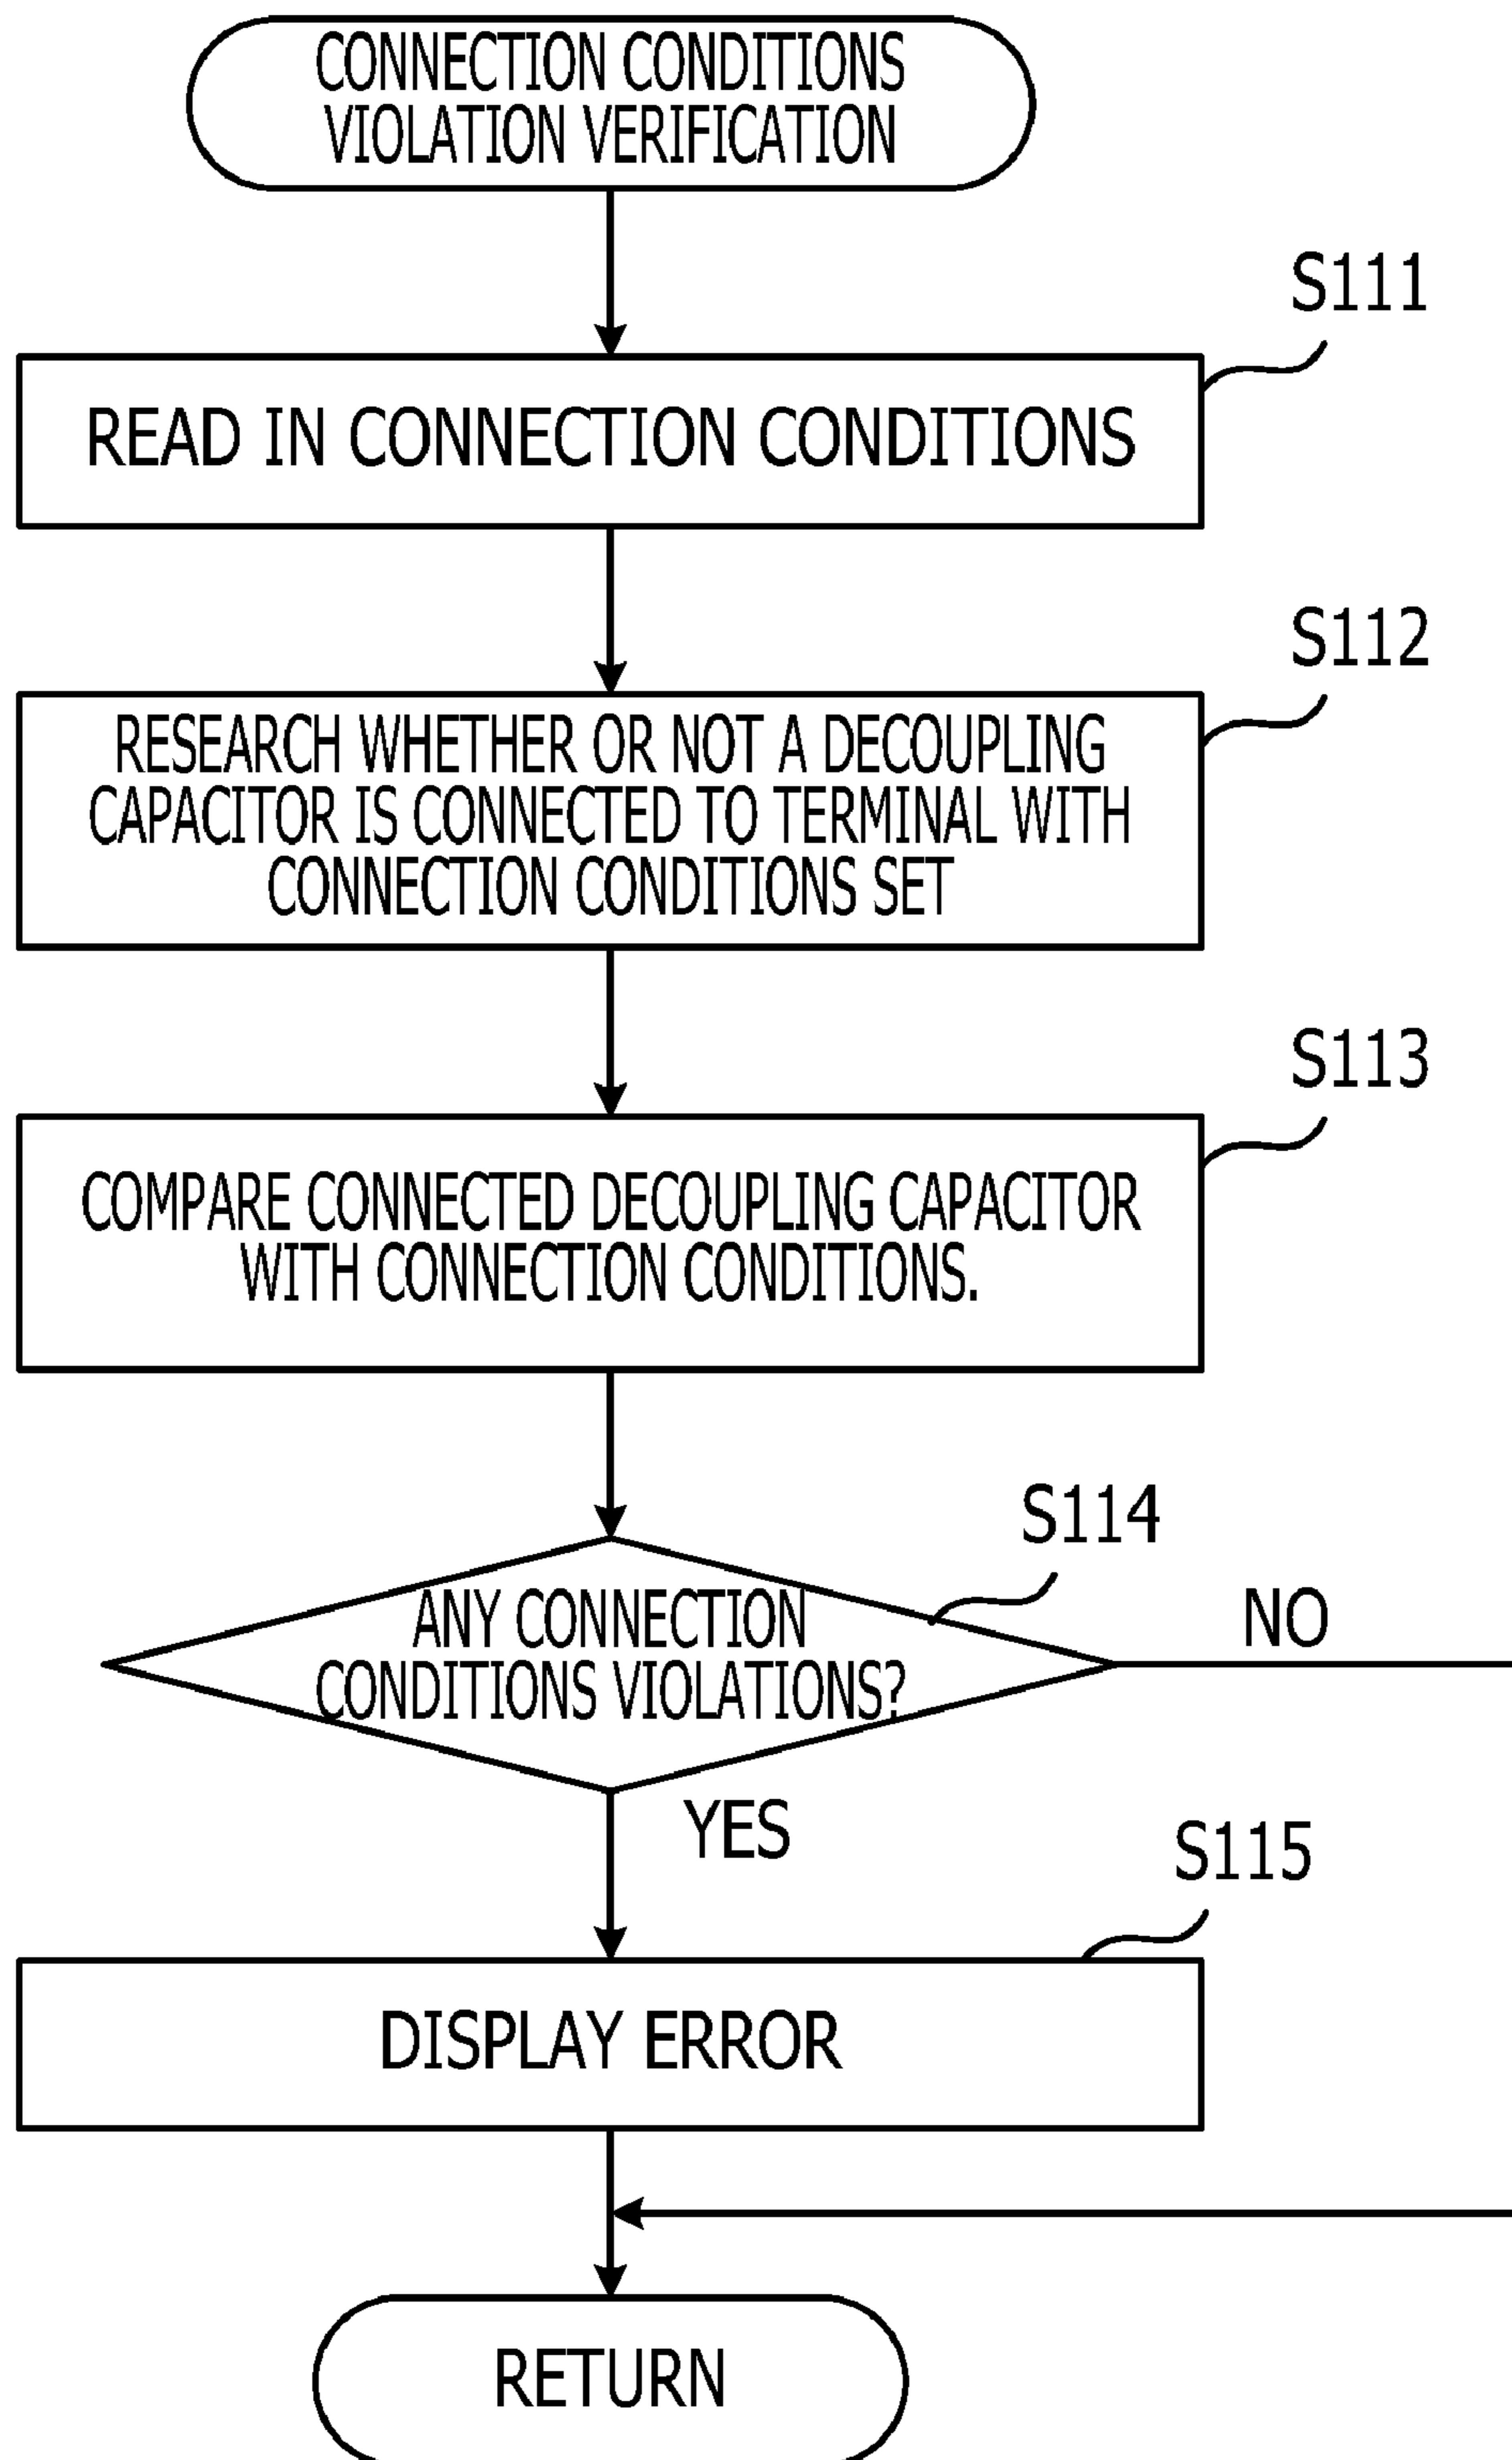 CONNECTION CONDITIONS
VIOLATION VERIFICATION
S111
READ IN CONNECTION CONDITIONS
S112
RESEARCH WHETHER OR NOT A DECOUPLING
CAPACITOR IS CONNECTED TO TERMINAL WITH
CONNECTION CONDITIONS SET
S113
COMPARE CONNECTED DECOUPLING CAPACITOR
WITH CONNECTION CONDITIONS.
S114
ANY CONNECTION
CONDITIONS VIOLATIONS?
NO
YES
S115
DISPLAY ERROR
RETURN